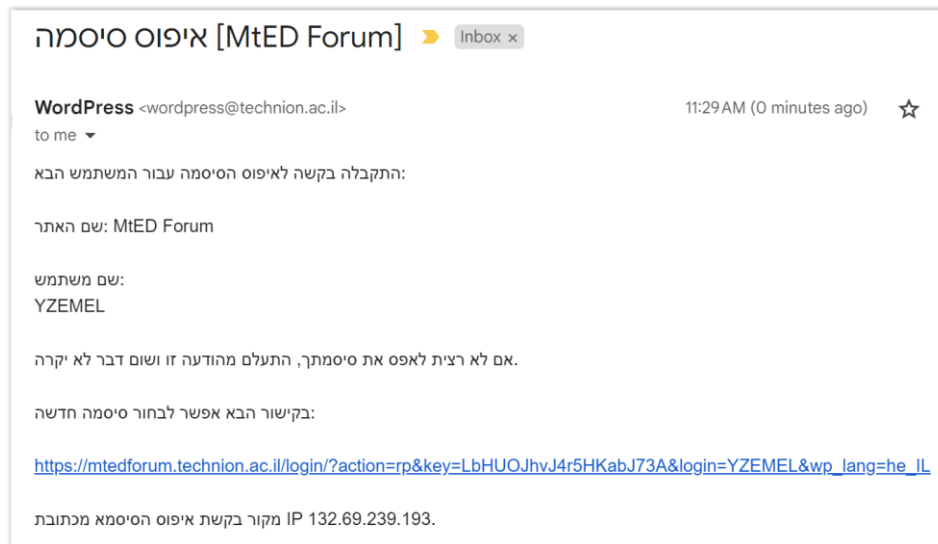 איפוס סיסמה [MtED Forum]
Inbox ×
WordPress <wordpress@technion.ac.il>
11:29 AM (0 minutes ago)
to me
התקבלה בקשה לאיפוס הסיסמה עבור המשתמש הבא:
שם האתר: MtED Forum
שם משתמש:
YZEMEL
אם לא רצית לאפס את סיסמתך, התעלם מהודעה זו ושום דבר לא יקרה.
בקישור הבא אפשר לבחור סיסמה חדשה:
https://mtedforum.technion.ac.il/login/?action=rp&key=LbHUOJhvJ4r5HKabJ73A&login=YZEMEL&wp_lang=he_IL
מקור בקשת איפוס הסיסמא מכתובת IP 132.69.239.193.